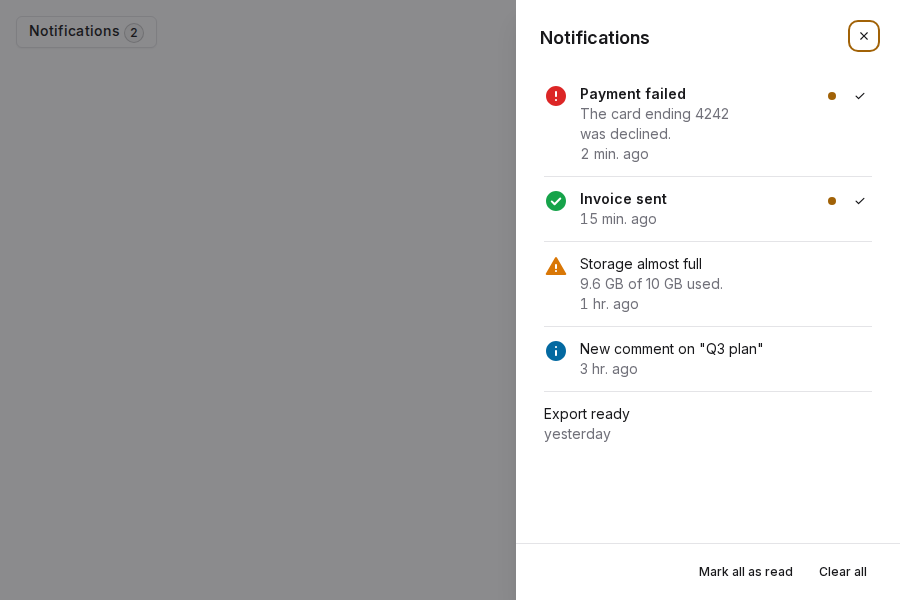 Notifications 2
Notifications
Payment failed
The card ending 4242
was declined.
2 min. ago
Invoice sent
15 min. ago
Storage almost full
9.6 GB of 10 GB used.
1 hr. ago
New comment on "Q3 plan"
3 hr. ago
Export ready
yesterday
Mark all as read
Clear all